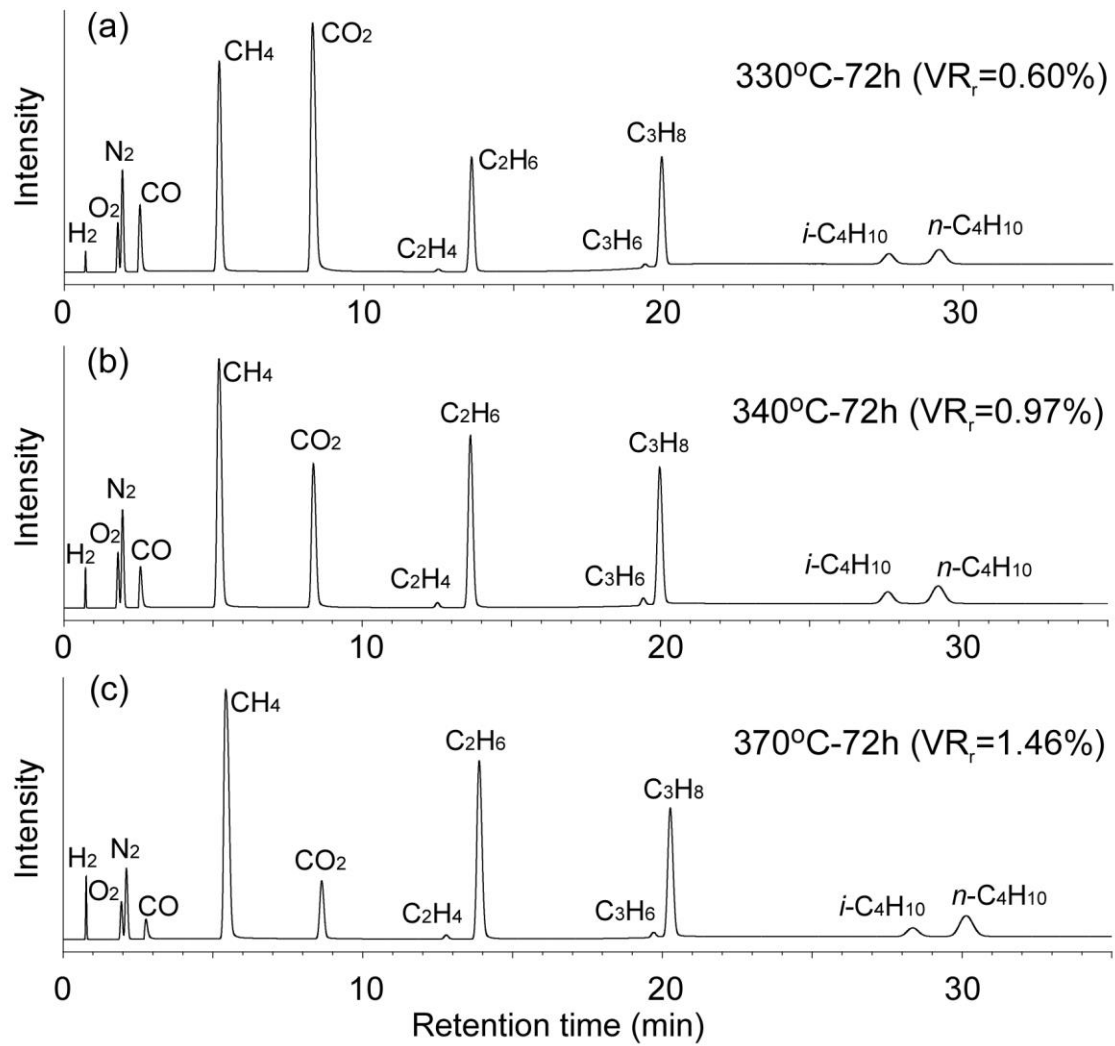 (a)
Intensity
330°C-72h (VRᵣ=0.60%)
H₂
O₂
N₂
CO
CH₄
CO₂
C₂H₄
C₂H₆
C₃H₆
C₃H₈
i-C₄H₁₀
n-C₄H₁₀
0 10 20 30
(b)
Intensity
340°C-72h (VRᵣ=0.97%)
H₂
O₂
N₂
CO
CH₄
CO₂
C₂H₄
C₂H₆
C₃H₆
C₃H₈
i-C₄H₁₀
n-C₄H₁₀
0 10 20 30
(c)
Intensity
370°C-72h (VRᵣ=1.46%)
H₂
O₂
N₂
CO
CH₄
CO₂
C₂H₄
C₂H₆
C₃H₆
C₃H₈
i-C₄H₁₀
n-C₄H₁₀
0 10 20 30
Retention time (min)